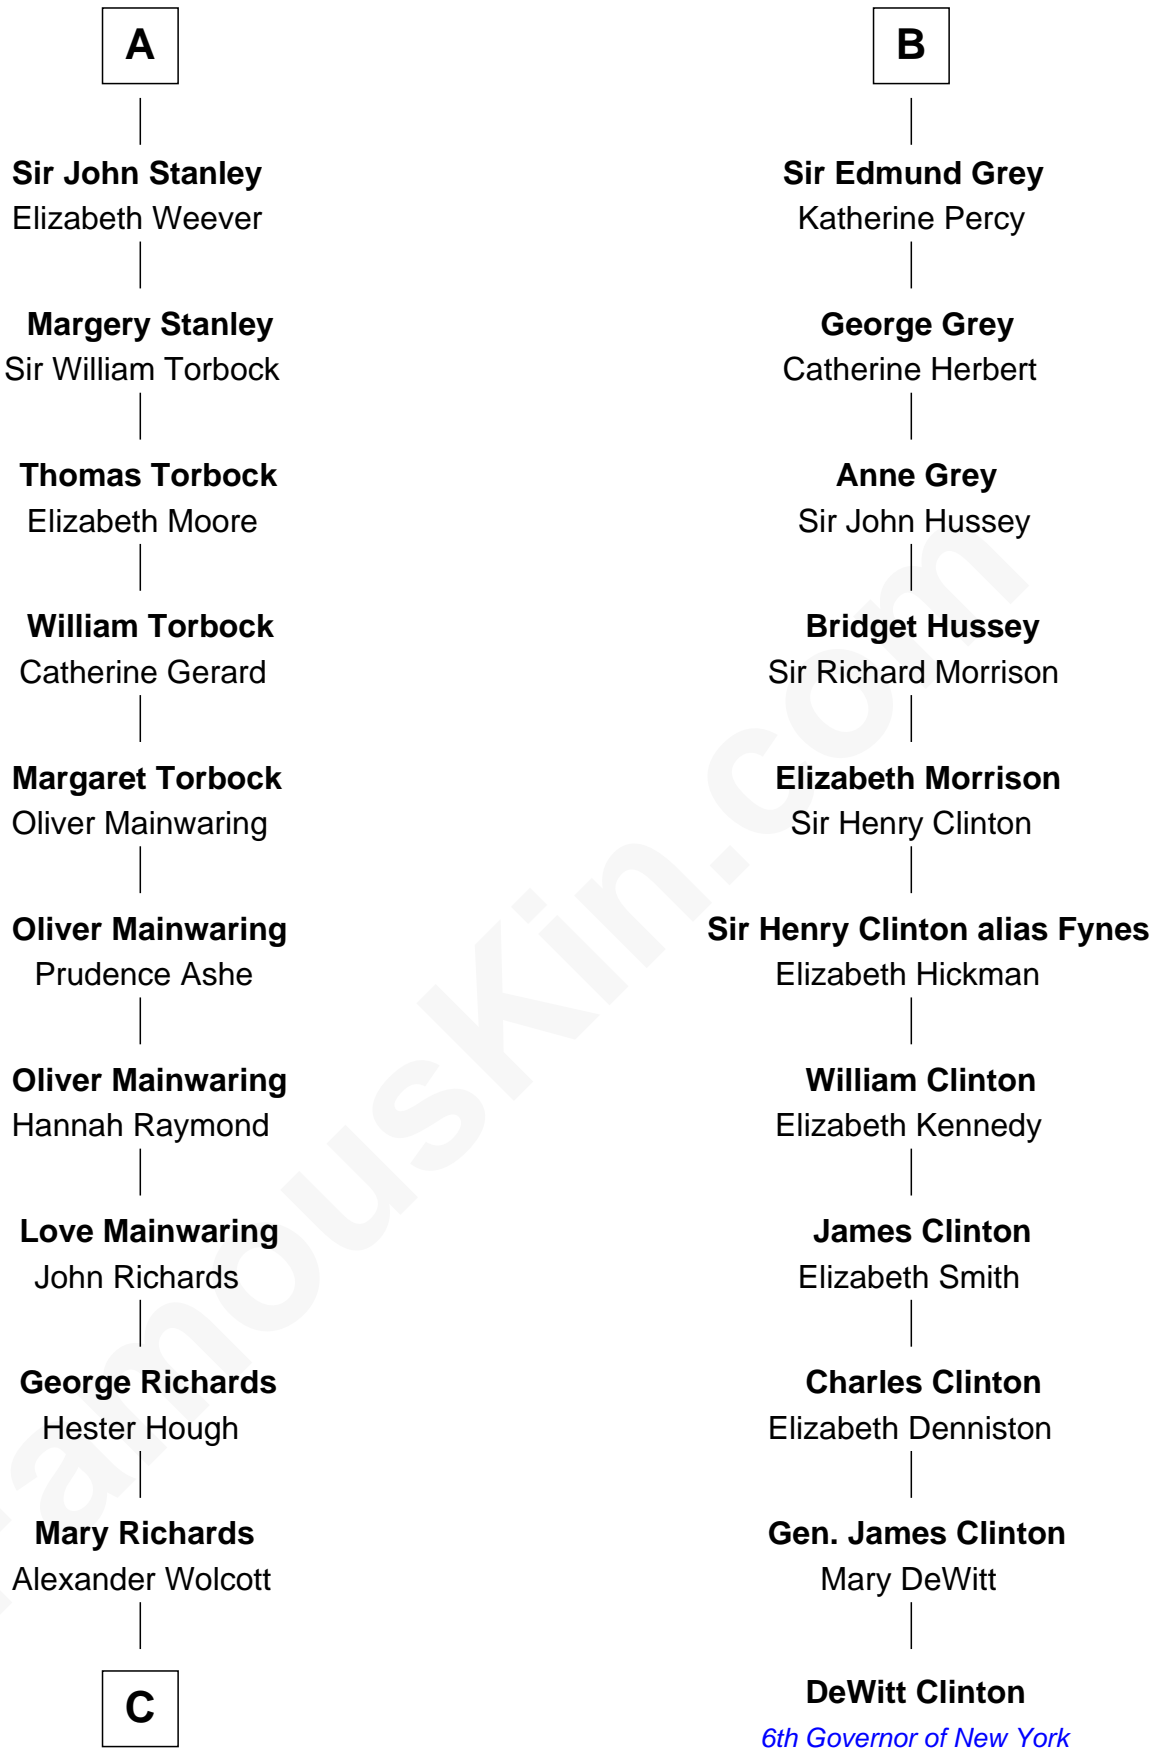 A
Sir John Stanley
Elizabeth Weever
Margery Stanley
Sir William Torbock
Thomas Torbock
Elizabeth Moore
William Torbock
Catherine Gerard
Margaret Torbock
Oliver Mainwaring
Oliver Mainwaring
Prudence Ashe
Oliver Mainwaring
Hannah Raymond
Love Mainwaring
John Richards
George Richards
Hester Hough
Mary Richards
Alexander Wolcott
C
B
Sir Edmund Grey
Katherine Percy
George Grey
Catherine Herbert
Anne Grey
Sir John Hussey
Bridget Hussey
Sir Richard Morrison
Elizabeth Morrison
Sir Henry Clinton
Sir Henry Clinton alias Fynes
Elizabeth Hickman
William Clinton
Elizabeth Kennedy
James Clinton
Elizabeth Smith
Charles Clinton
Elizabeth Denniston
Gen. James Clinton
Mary DeWitt
DeWitt Clinton
6th Governor of New York
FamousKin.com